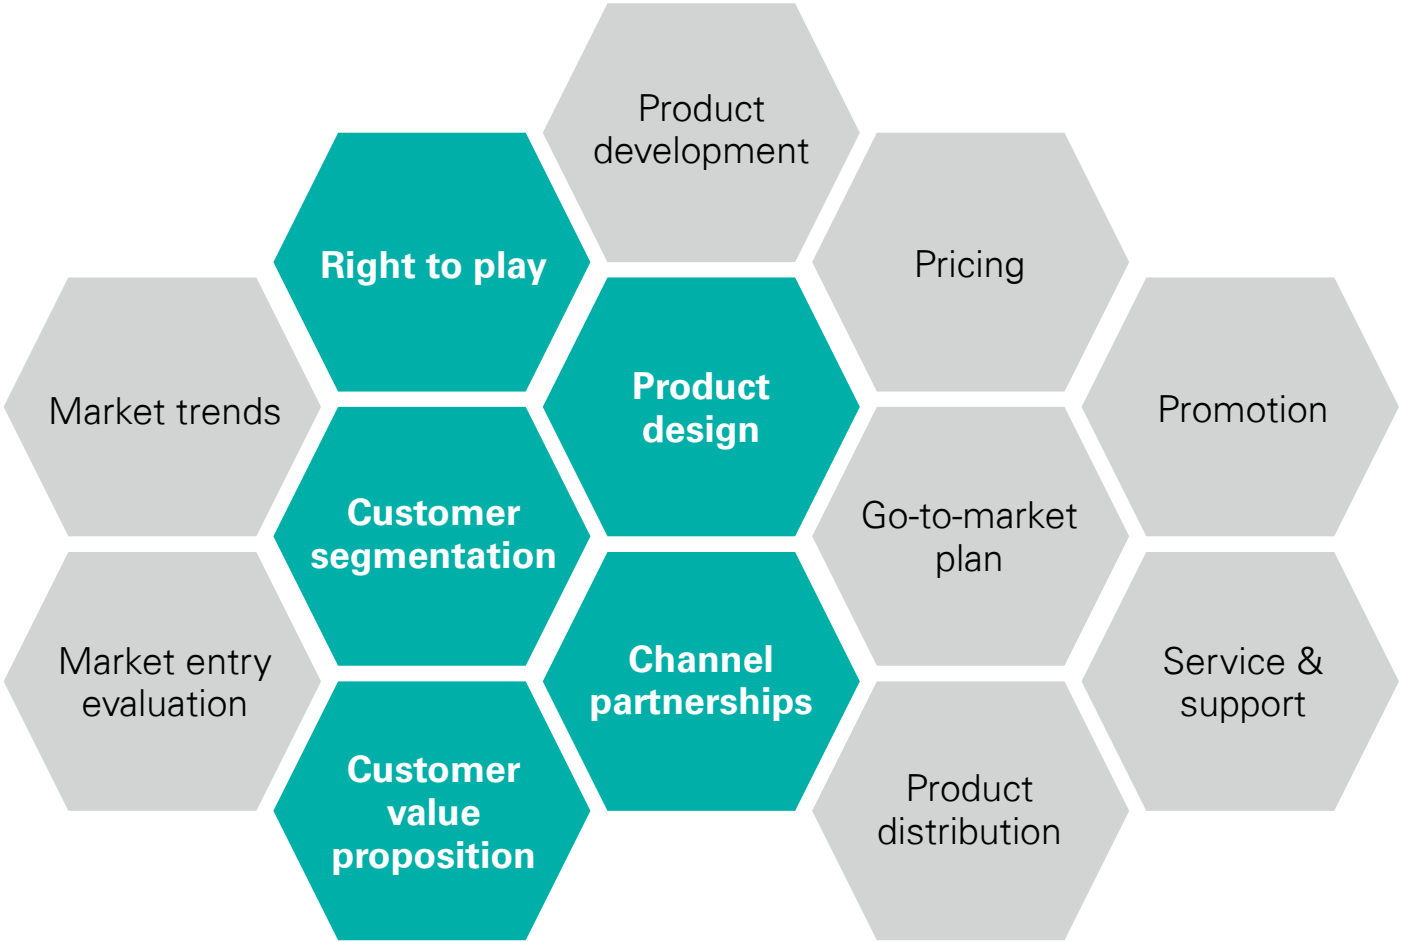 Product
development
Right to play
Pricing
Market trends
Product
design
Promotion
Customer
segmentation
Go-to-market
plan
Market entry
evaluation
Channel
partnerships
Service &
support
Customer
value
proposition
Product
distribution